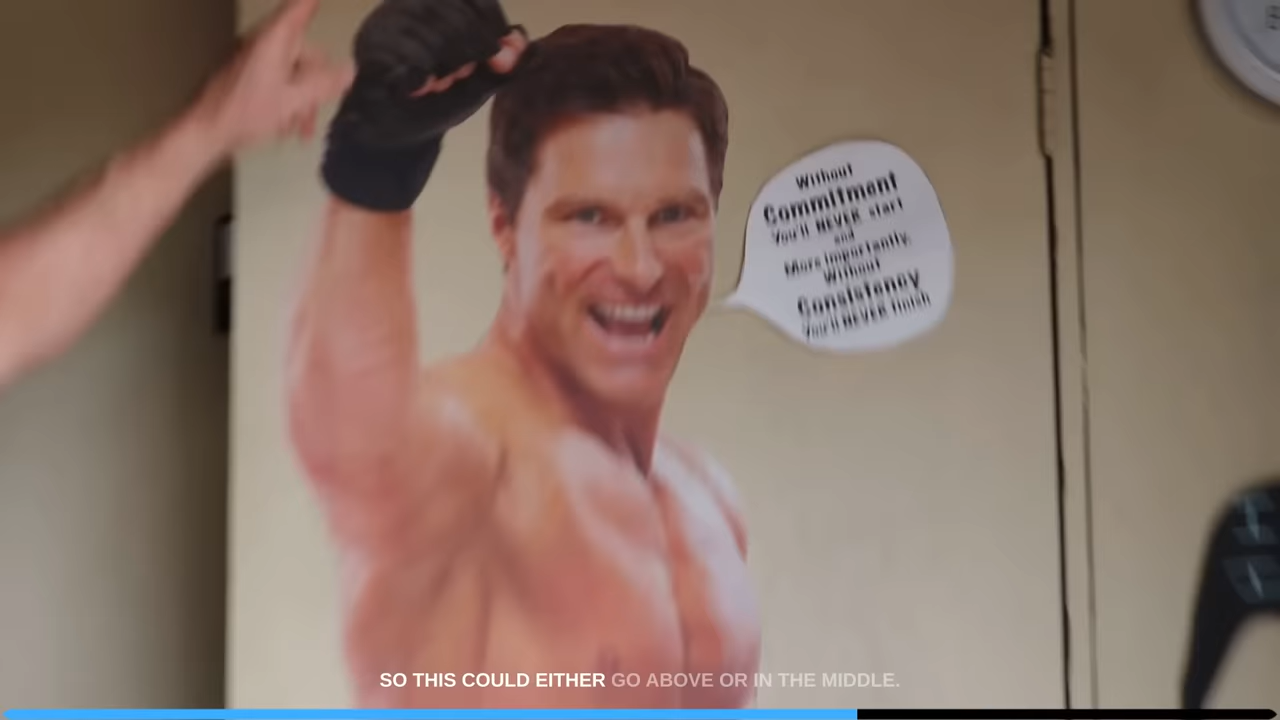 Without
Commitment
You'll NEVER start
and
More Importantly,
Without
Consistency
You'll NEVER finish
SO THIS COULD EITHER GO ABOVE OR IN THE MIDDLE.